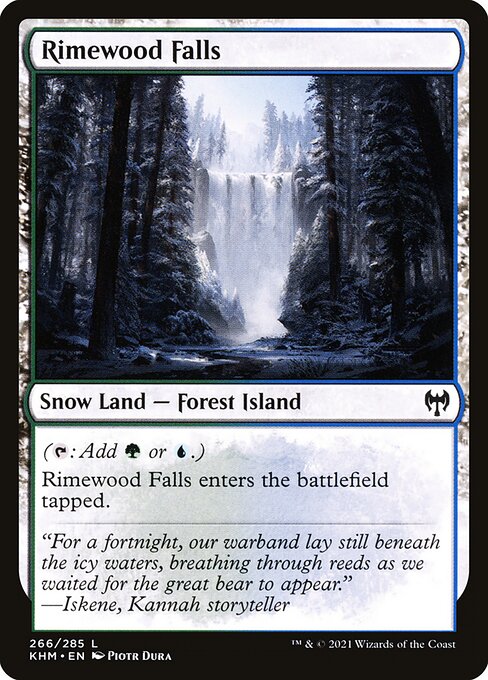 Rimewood Falls
Snow Land — Forest Island
(: Add or .)
Rimewood Falls enters the battlefield
tapped.
“For a fortnight, our warband lay still beneath
the icy waters, breathing through reeds as we
waited for the great bear to appear.”
—Iskene, Kannah storyteller
266/285 L
KHM • EN Piotr Dura
™ & © 2021 Wizards of the Coast